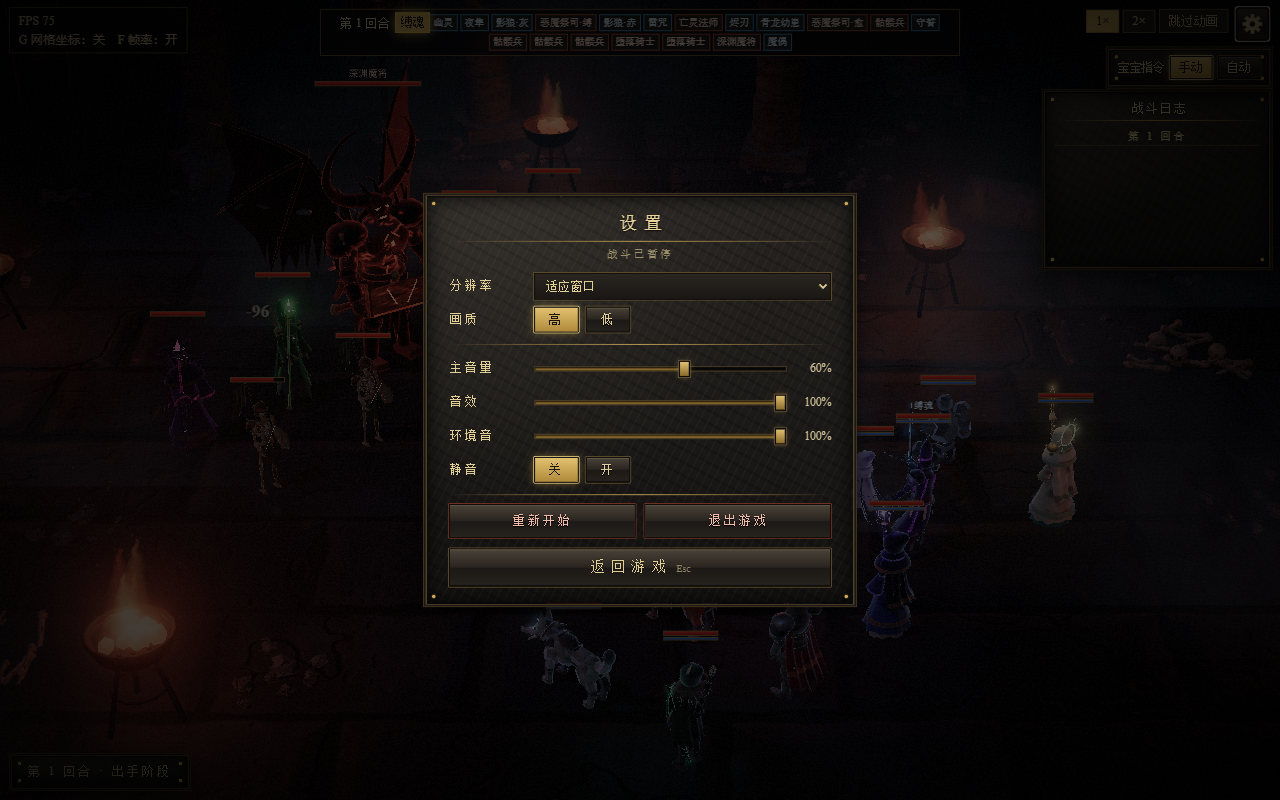 FPS 75
G 网格坐标: 关 F 帧率: 开
第 1 回合 缚魂 幽灵 夜隼 影狼·灰 恶魔祭司·缚 影狼·赤 雷咒 亡灵法师 烬刃 骨龙幼崽 恶魔祭司·血 骷髅兵 守誓
骷髅兵 骷髅兵 骷髅兵 堕落骑士 堕落骑士 深渊魔将 魔偶
1× 2× 跳过动画
宝宝指令 手动 自动
战斗日志
第 1 回合
深渊魔将
-96
缚魂
设置
战斗已暂停
分辨率 适应窗口
画质 高 低
主音量 60%
音效 100%
环境音 100%
静音 关 开
重新开始 退出游戏
返回游戏 Esc
第 1 回合 · 出手阶段